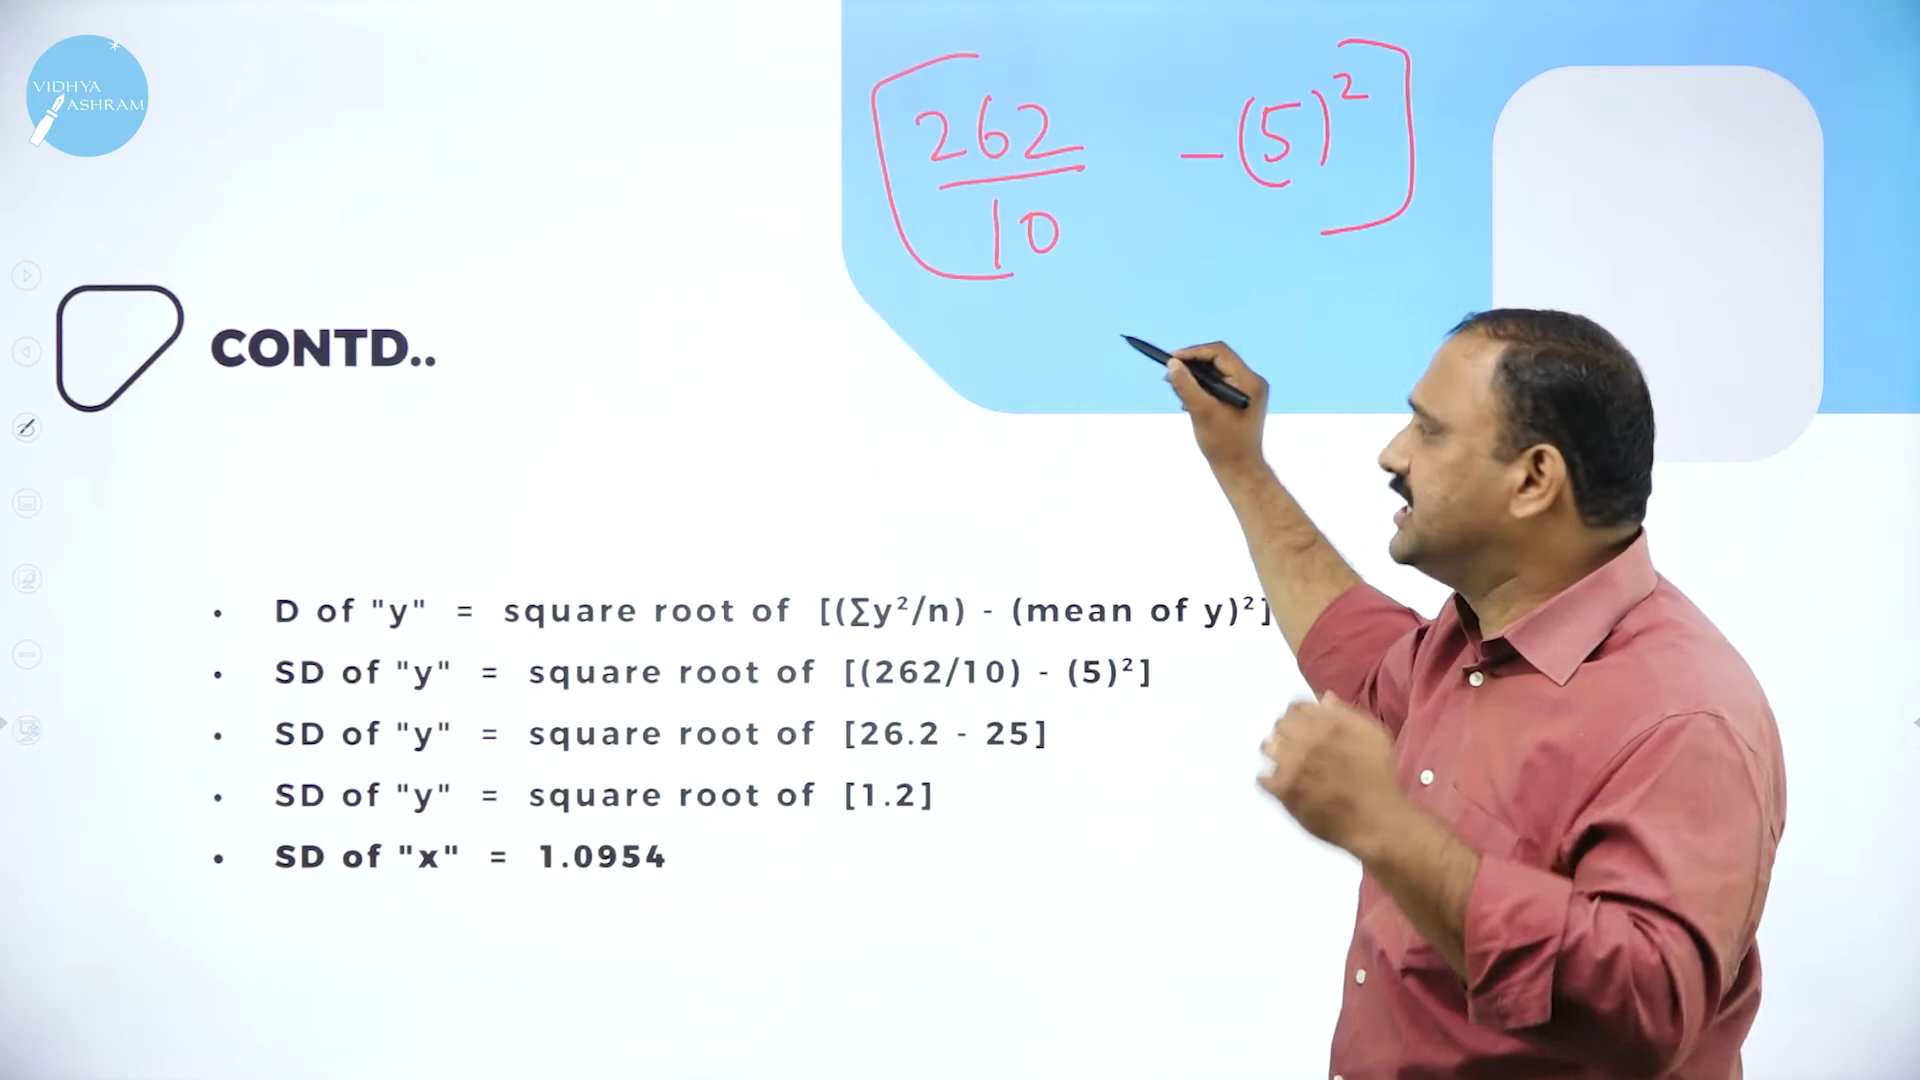 VIDHYA
ASHRAM
262
10
-(5)²
CONTD..
• D of "y" = square root of [(∑y²/n) - (mean of y)²]
• SD of "y" = square root of [(262/10) - (5)²]
• SD of "y" = square root of [26.2 - 25]
• SD of "y" = square root of [1.2]
• SD of "x" = 1.0954